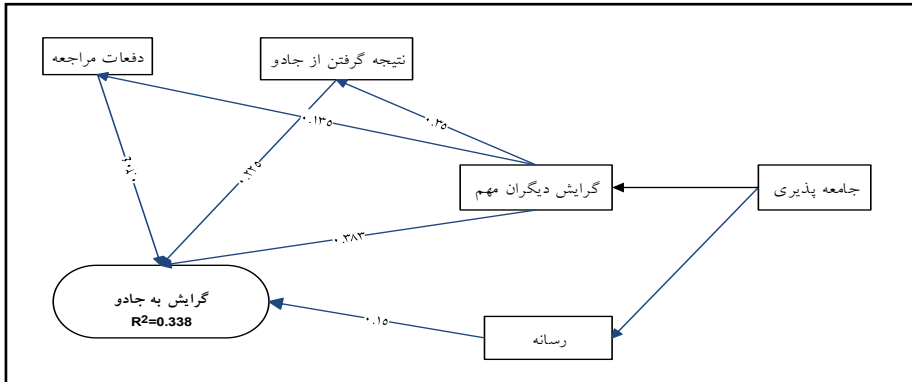 دفعات مراجعه
نتیجه گرفتن از جادو
۰.۱۳۵
۰.۳۵
۰.۲۲۵
گرایش دیگران مهم
جامعه پذیری
۰.۳۸۳
گرایش به جادو
R²=0.338
۰.۱۵
رسانه